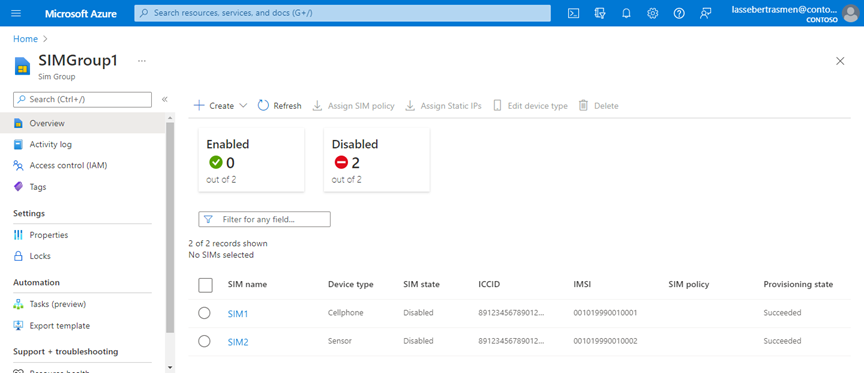 Microsoft Azure
Search resources, services, and docs (G+/)
lassebertrasmen@conto...
CONTOSO
Home
SIMGroup1 ...
Sim Group
Search (Ctrl+/)
«
Overview
Activity log
Access control (IAM)
Tags
Settings
Properties
Locks
Automation
Tasks (preview)
Export template
Support + troubleshooting
Create
Refresh
Assign SIM policy
Assign Static IPs
Edit device type
Delete
Enabled
0
out of 2
Disabled
2
out of 2
Filter for any field...
2 of 2 records shown
No SIMs selected
SIM name Device type SIM state ICCID IMSI SIM policy Provisioning state
SIM1 Cellphone Disabled 89123456789012... 001019990010001 Succeeded
SIM2 Sensor Disabled 89123456789012... 001019990010002 Succeeded